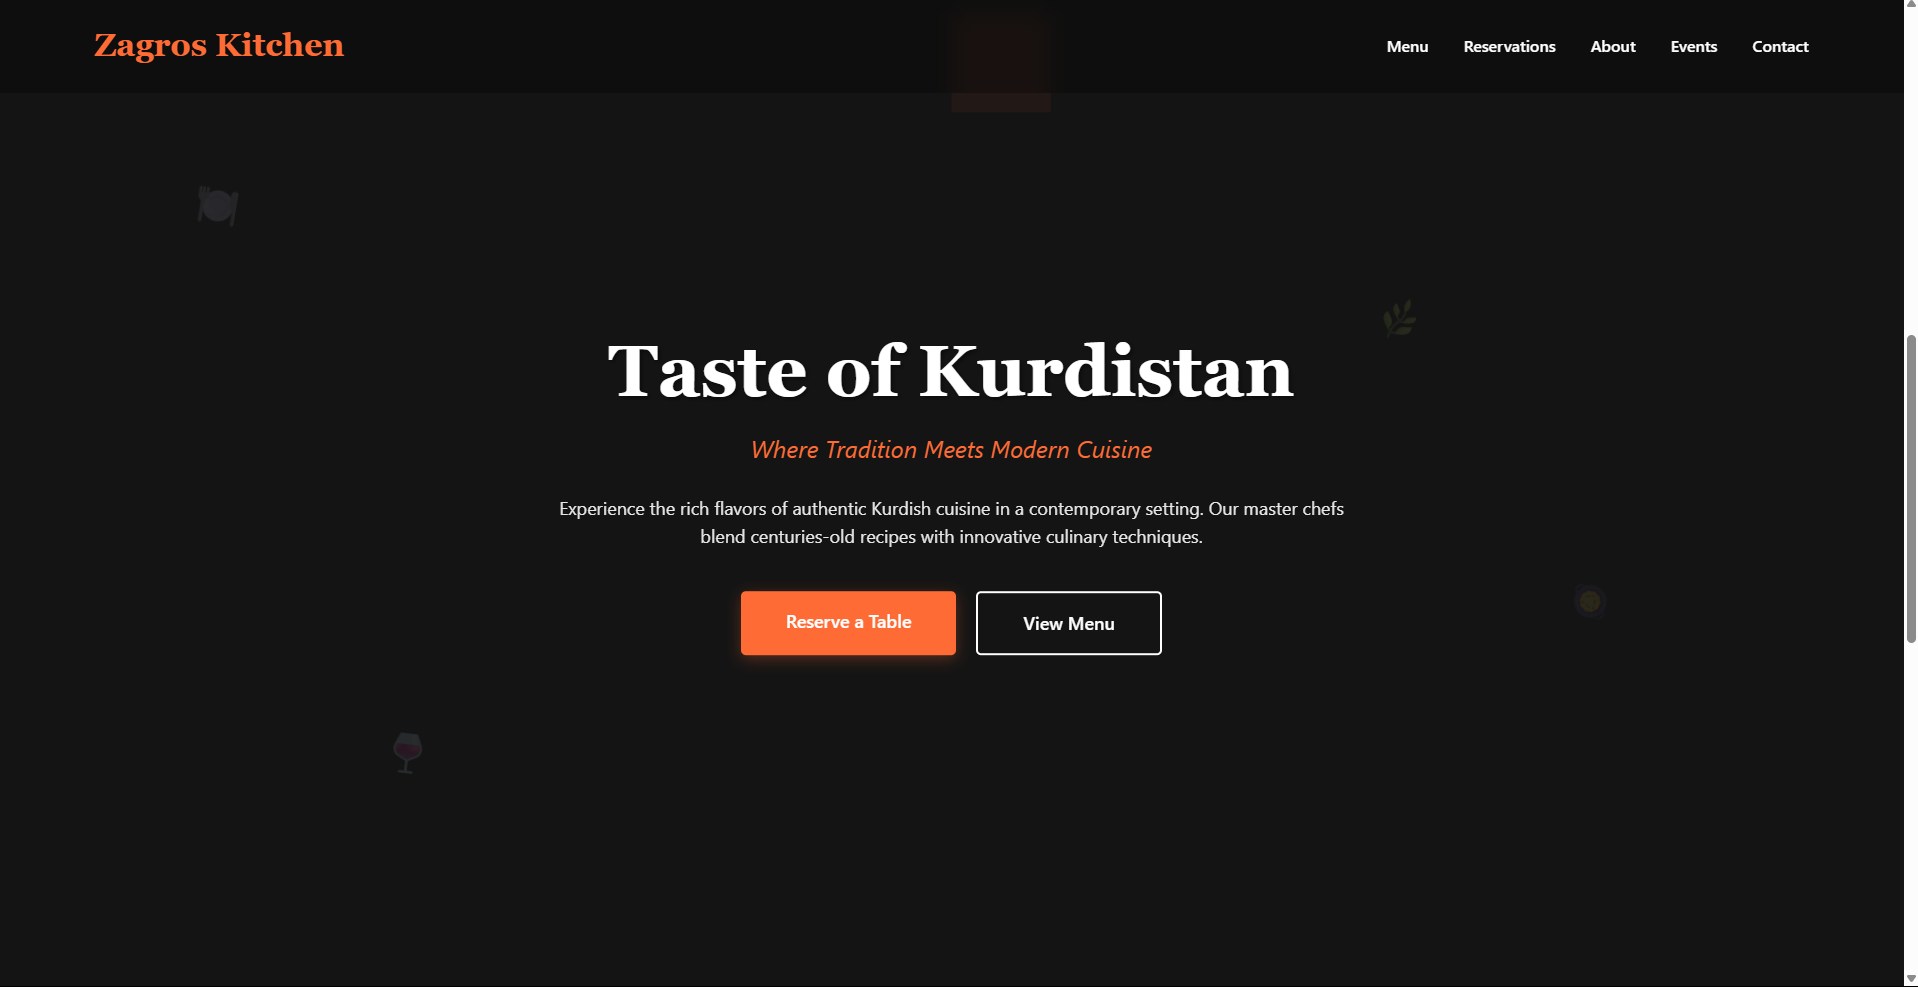 Zagros Kitchen
Menu
Reservations
About
Events
Contact
Taste of Kurdistan
Where Tradition Meets Modern Cuisine
Experience the rich flavors of authentic Kurdish cuisine in a contemporary setting. Our master chefs
blend centuries-old recipes with innovative culinary techniques.
Reserve a Table
View Menu